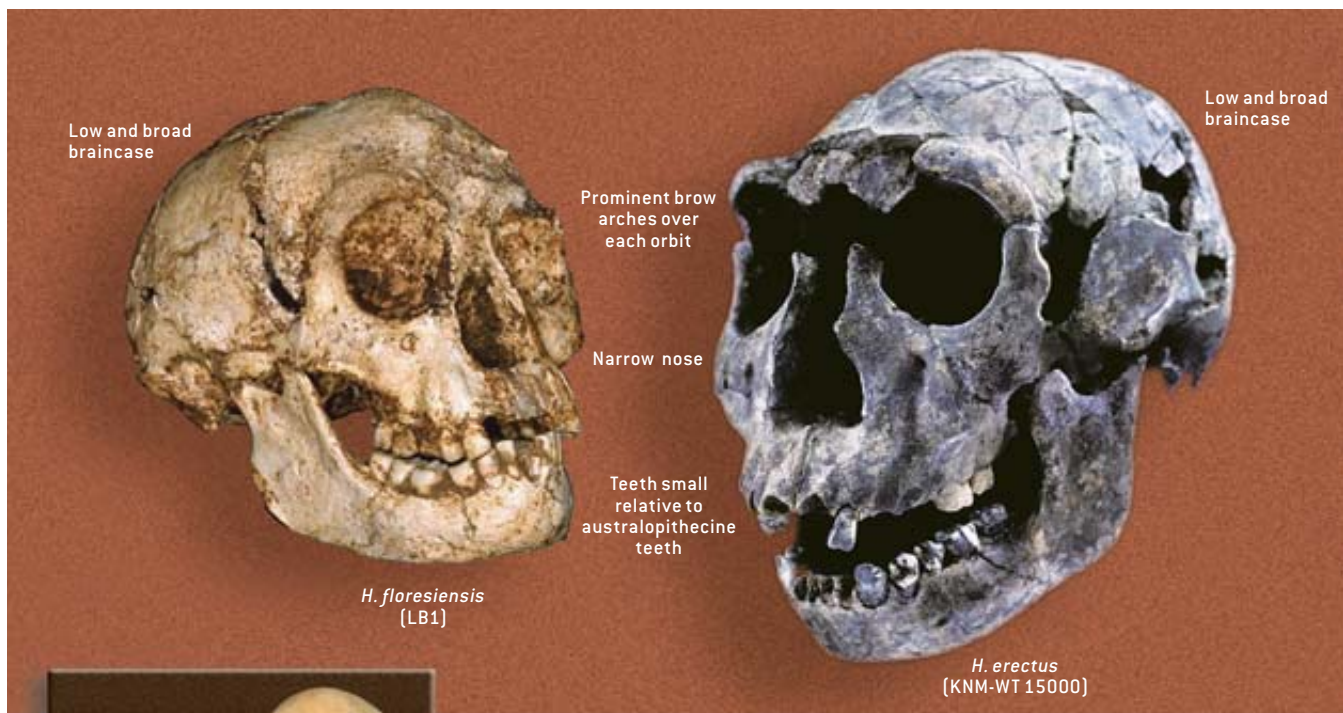 Low and broad
braincase
Low and broad
braincase
Prominent brow
arches over
each orbit
Narrow nose
Teeth small
relative to
australopithecine
teeth
H. floresiensis
(LB1)
H. erectus
(KNM-WT 15000)